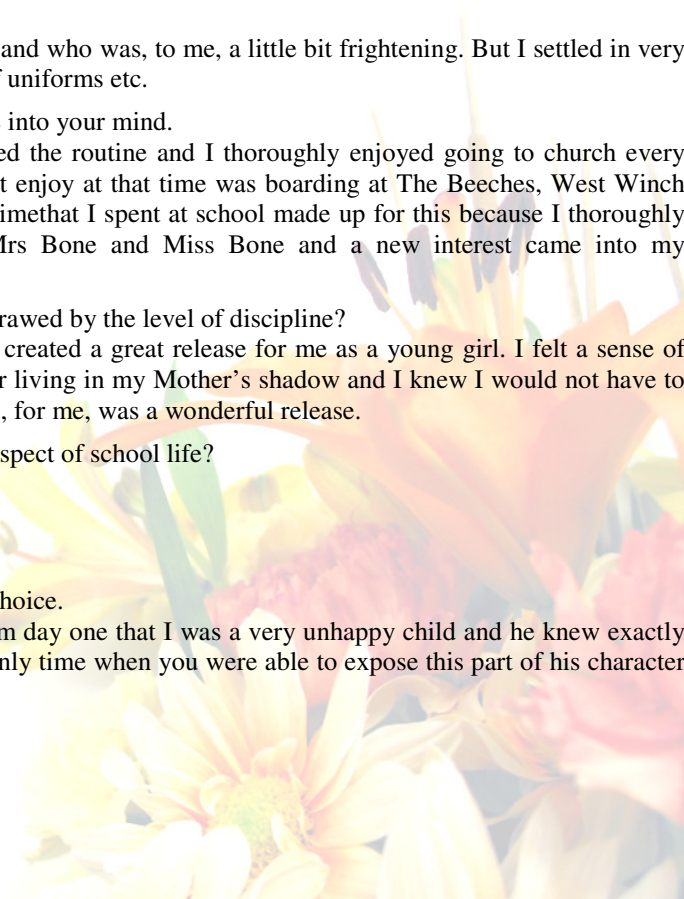 and who was, to me, a little bit frightening. But I settled in very
uniforms etc.
into your mind.
ed the routine and I thoroughly enjoyed going to church every
t enjoy at that time was boarding at The Beeches, West Winch
imethat I spent at school made up for this because I thoroughly
Mrs Bone and Miss Bone and a new interest came into my
rawed by the level of discipline?
created a great release for me as a young girl. I felt a sense of
r living in my Mother's shadow and I knew I would not have to
, for me, was a wonderful release.
spect of school life?
hoice.
m day one that I was a very unhappy child and he knew exactly
nly time when you were able to expose this part of his character